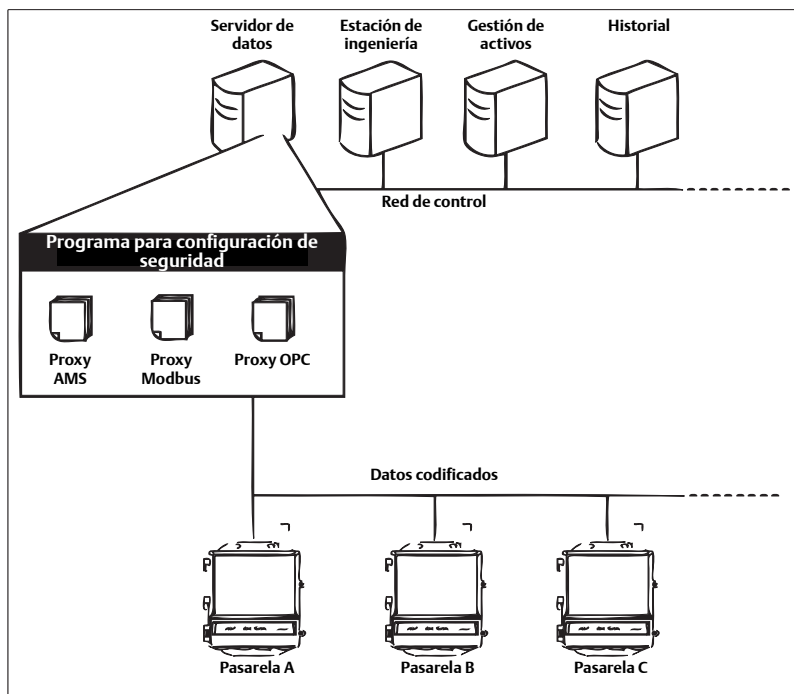 Servidor de
datos
Estación de
ingeniería
Gestión de
activos
Historial
Red de control
Programa para configuración de
seguridad
Proxy
AMS
Proxy
Modbus
Proxy OPC
Datos codificados
Pasarela A
Pasarela B
Pasarela C